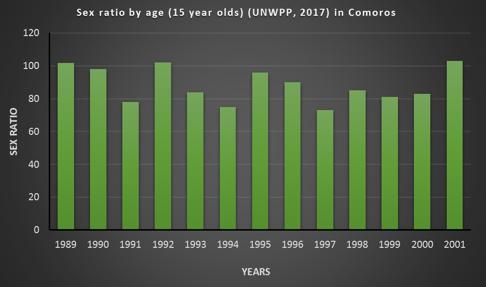 Sex ratio by age (15 year olds) (UNWPP, 2017) in Comoros
120
100
80
60
40
20
0
SEX RATIO
1989 1990 1991 1992 1993 1994 1995 1996 1997 1998 1999 2000 2001
YEARS